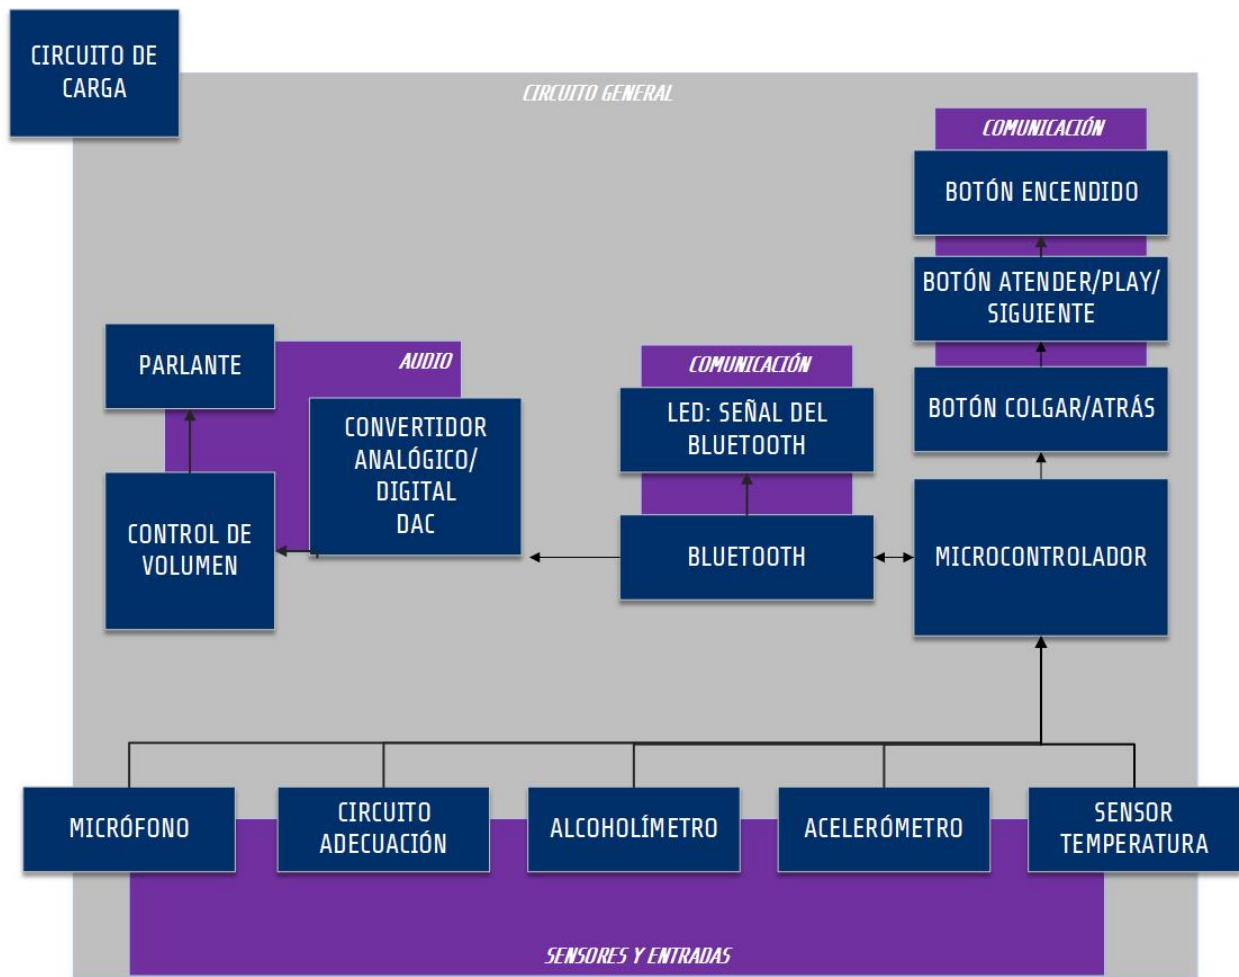 CIRCUITO DE
CARGA
CIRCUITO GENERAL
COMUNICACIÓN
BOTÓN ENCENDIDO
BOTÓN ATENDER/PLAY/
SIGUIENTE
BOTÓN COLGAR/ATRÁS
MICROCONTROLADOR
COMUNICACIÓN
LED: SEÑAL DEL
BLUETOOTH
BLUETOOTH
AUDIO
PARLANTE
CONVERTIDOR
ANALÓGICO/
DIGITAL
DAC
CONTROL DE
VOLUMEN
MICRÓFONO
CIRCUITO
ADECUACIÓN
ALCOHOLÍMETRO
ACELERÓMETRO
SENSOR
TEMPERATURA
SENSORES Y ENTRADAS